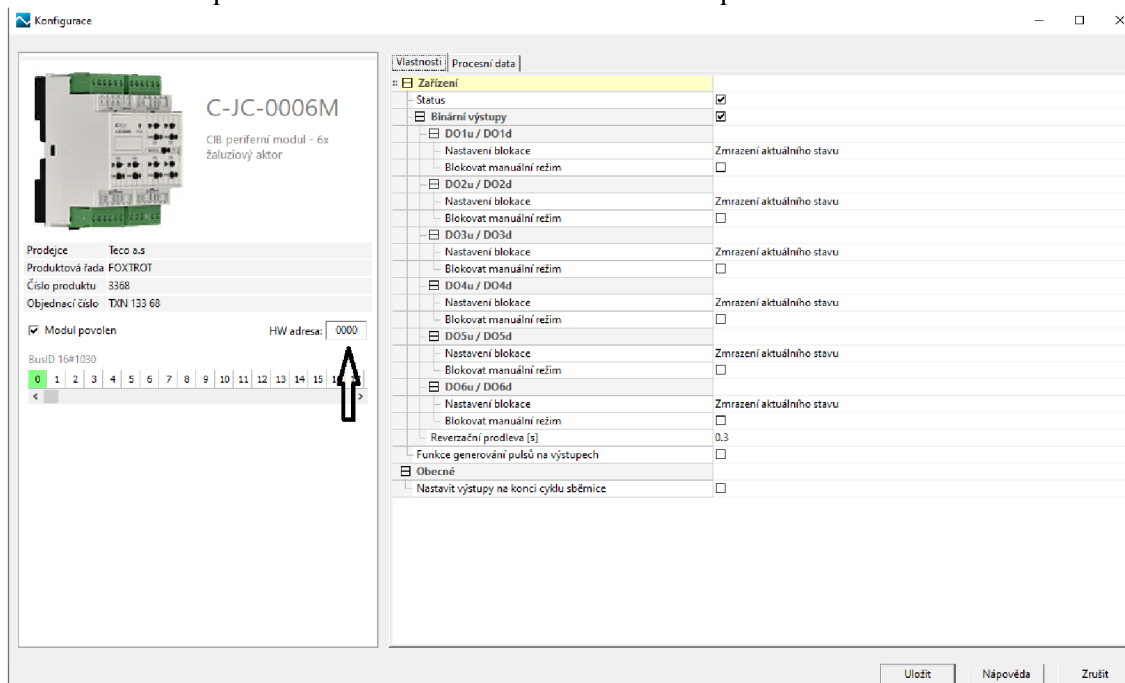 Konfigurace
C-JC-0006M
CIB periferní modul - 6x
žaluziový aktor
Prodejce Teco a.s
Produktová řada FOXTROT
Číslo produktu 3368
Objednací číslo TXN 133 68
Modul povolen HW adresa: 0000
BusID 16#1030
0 1 2 3 4 5 6 7 8 9 10 11 12 13 14 15
Vlastnosti Procesní data
Zařízení
Status
Binární výstupy
DO1u / DO1d
Nastavení blokace Zmrazení aktuálního stavu
Blokovat manuální režim
DO2u / DO2d
Nastavení blokace Zmrazení aktuálního stavu
Blokovat manuální režim
DO3u / DO3d
Nastavení blokace Zmrazení aktuálního stavu
Blokovat manuální režim
DO4u / DO4d
Nastavení blokace Zmrazení aktuálního stavu
Blokovat manuální režim
DO5u / DO5d
Nastavení blokace Zmrazení aktuálního stavu
Blokovat manuální režim
DO6u / DO6d
Nastavení blokace Zmrazení aktuálního stavu
Blokovat manuální režim
Reverzační prodleva [s] 0.3
Funkce generování pulsů na výstupech
Obecné
Nastavit výstupy na konci cyklu sběrnice
Uložit Nápověda Zrušit